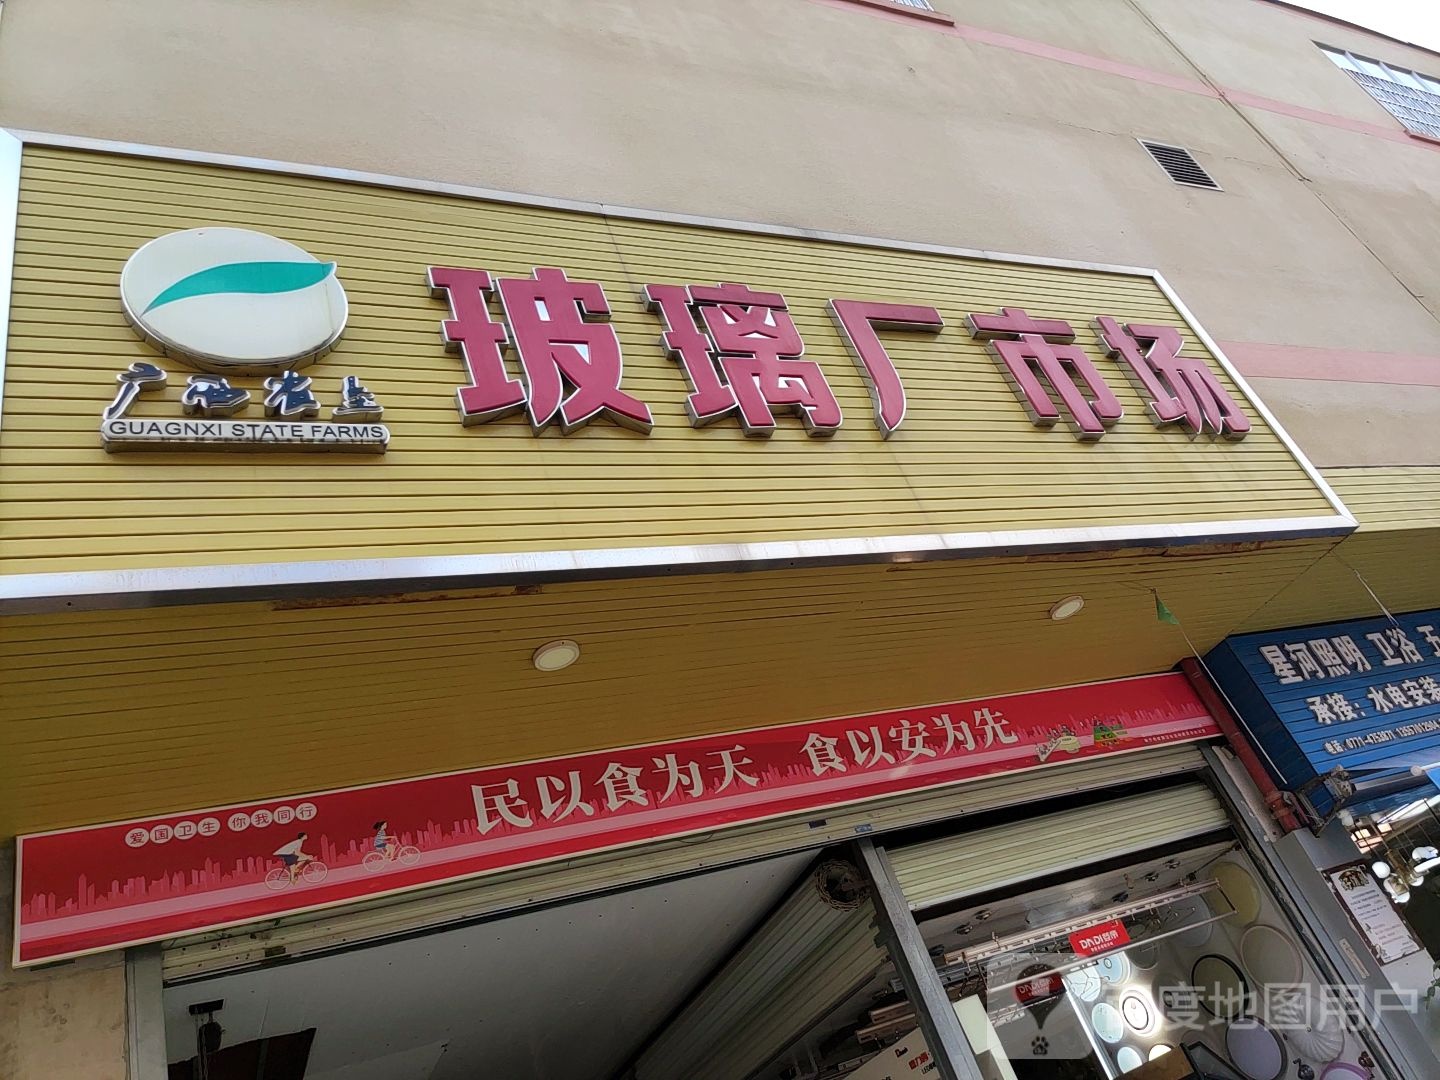 玻璃厂市场
广西农垦
GUAGNXI STATE FARMS
爱国卫生 你我同行
民以食为天 食以安为先
星河照明 卫浴 五
承接：水电安装
DADI
百度地图用户